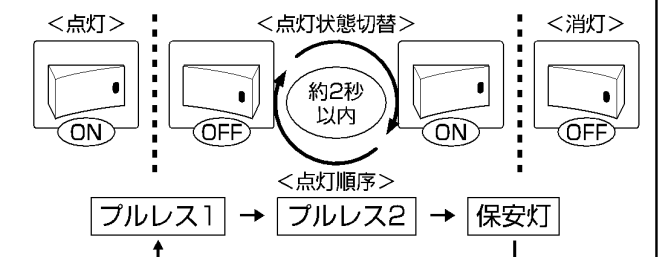 <点灯>
<点灯状態切替>
<消灯>
約2秒
以内
ON
OFF
ON
OFF
<点灯順序>
プルレス1 → プルレス2 → 保安灯